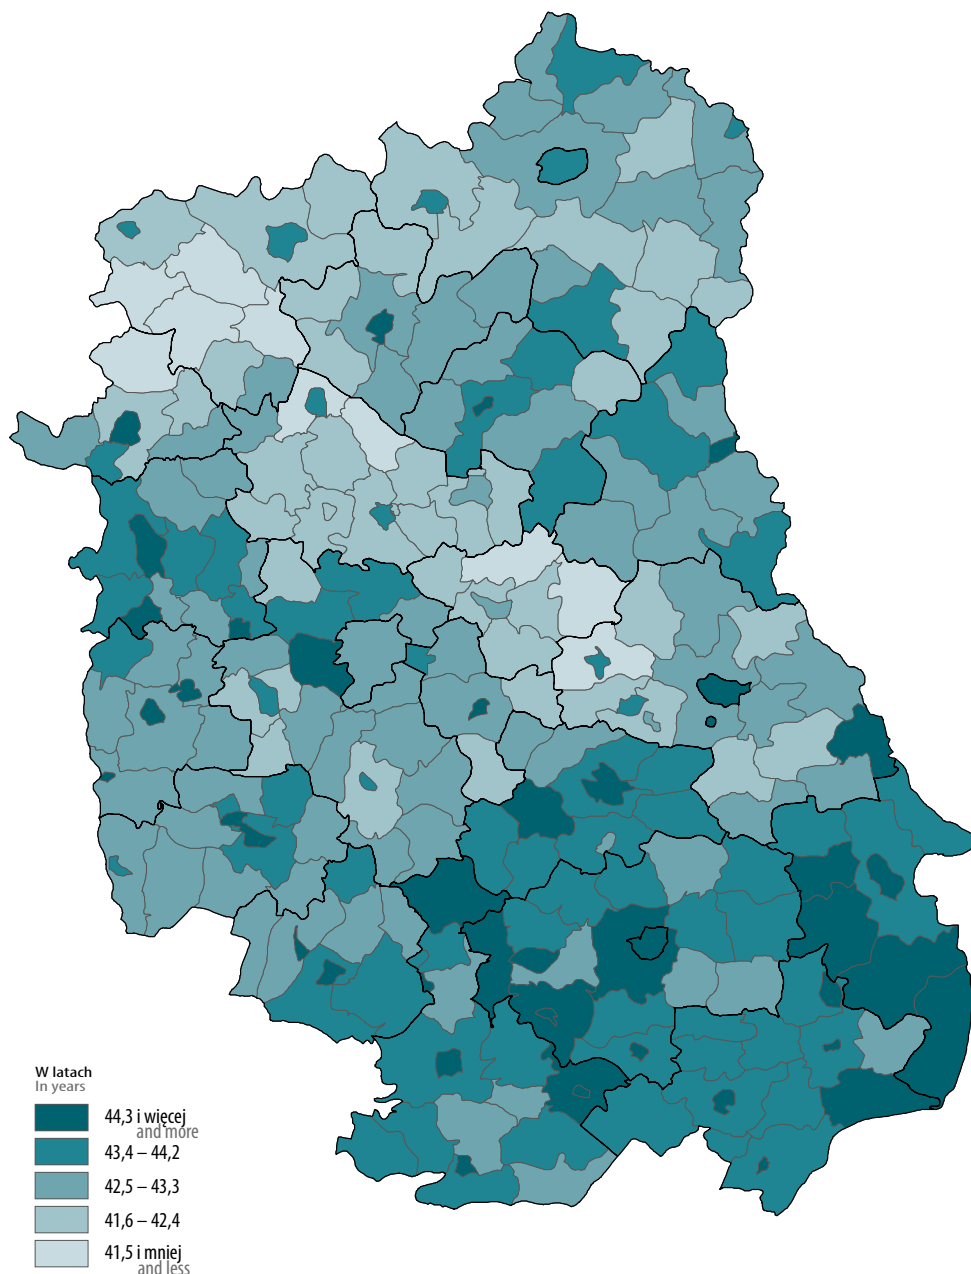 W latach
In years
44,3 i więcej
and more
43,4 – 44,2
42,5 – 43,3
41,6 – 42,4
41,5 i mniej
and less